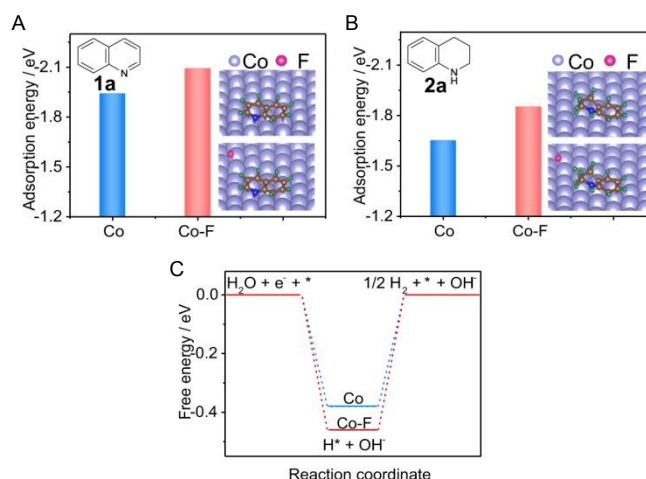 A
Adsorption energy / eV
-2.1
-1.8
-1.5
-1.2
N
1a
Co F
Co Co-F
B
Adsorption energy / eV
-2.1
-1.8
-1.5
-1.2
N
H
2a
Co F
Co Co-F
C
Free energy / eV
0.0
-0.2
-0.4
H₂O + e⁻ + *
1/2 H₂ + * + OH⁻
Co
Co-F
H* + OH⁻
Reaction coordinate